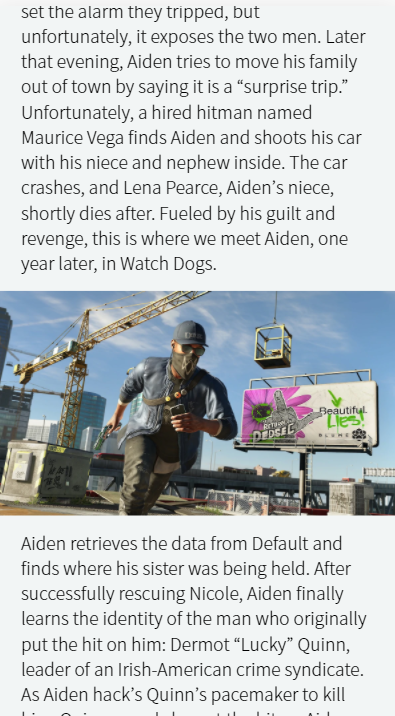 set the alarm they tripped, but
unfortunately, it exposes the two men. Later
that evening, Aiden tries to move his family
out of town by saying it is a “surprise trip.”
Unfortunately, a hired hitman named
Maurice Vega finds Aiden and shoots his car
with his niece and nephew inside. The car
crashes, and Lena Pearce, Aiden’s niece,
shortly dies after. Fueled by his guilt and
revenge, this is where we meet Aiden, one
year later, in Watch Dogs.
Beautiful
LIES!
DEDSEC
BLUME
Aiden retrieves the data from Default and
finds where his sister was being held. After
successfully rescuing Nicole, Aiden finally
learns the identity of the man who originally
put the hit on him: Dermot “Lucky” Quinn,
leader of an Irish-American crime syndicate.
As Aiden hack’s Quinn’s pacemaker to kill